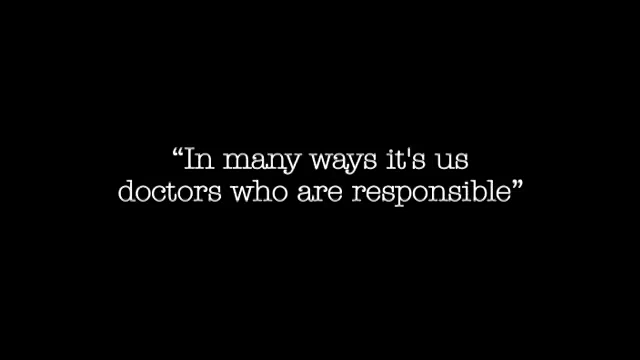 “In many ways it's us
doctors who are responsible”